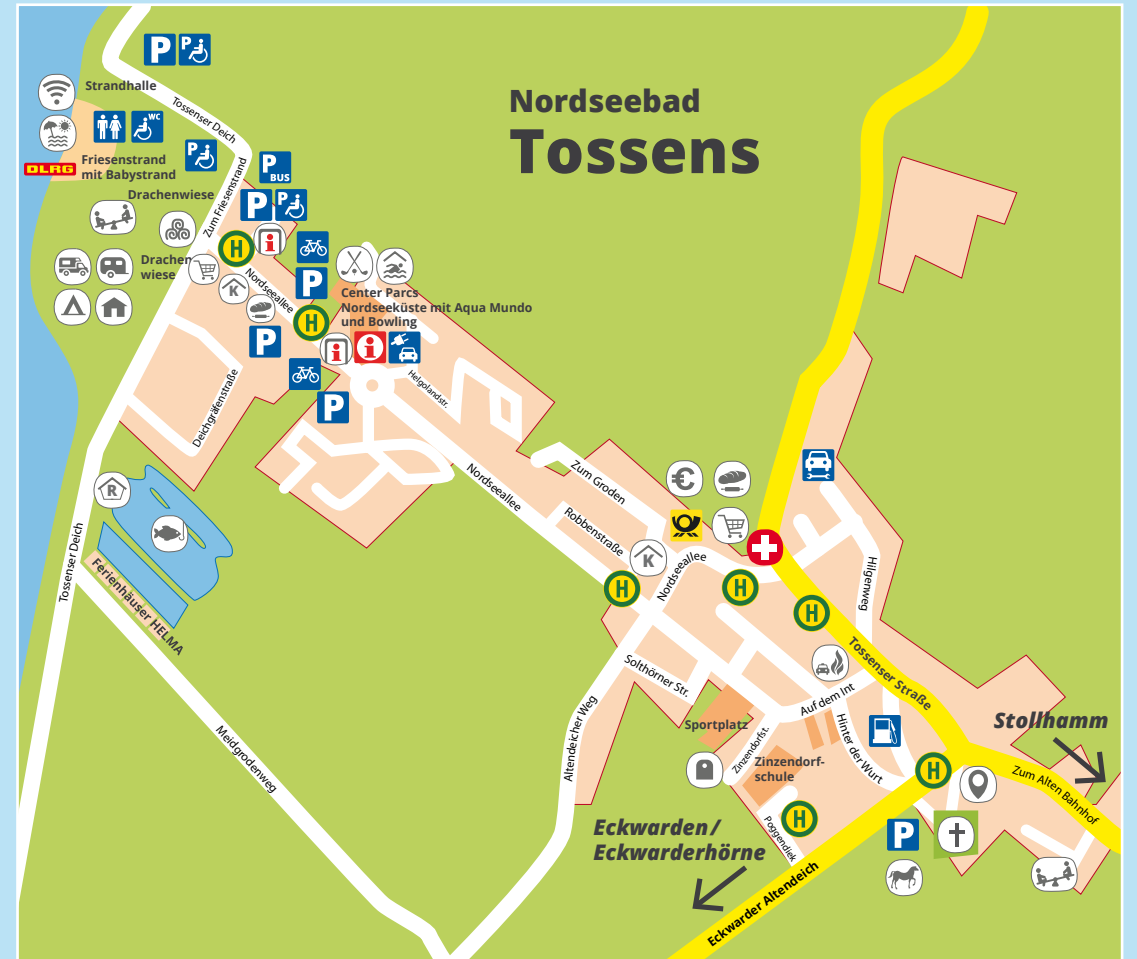 Nordseebad
Tossens
P
P
Strandhalle
Tossenser Deich
WC
P
DLRG
Friesenstrand
mit Babystrand
P
BUS
Drachenwiese
Zum Friesenstrand
P
P
H
i
Drachen
wiese
K
Nordseeallee
P
Center Parcs
Nordseeküste mit Aqua Mundo
und Bowling
H
P
i
i
P
Helgolandstr.
Deichgräfenstraße
Nordseeallee
Zum Groden
Robbenstraße
€
R
K
Nordseeallee
H
H
H
Hilgenweg
Tossenser Deich
Ferienhäuser HELMA
Tossenser Straße
Solthörner Str.
Auf dem Int
Altendeicher Weg
Sportplatz
Zinzendorfst.
Zinzendorf-
schule
Hinter der Wurt
Stollhamm
Meidgrodenweg
H
Zum Alten Bahnhof
Eckwarden/
Eckwarderhörne
H
Poggendiek
P
Eckwarder Altendeich